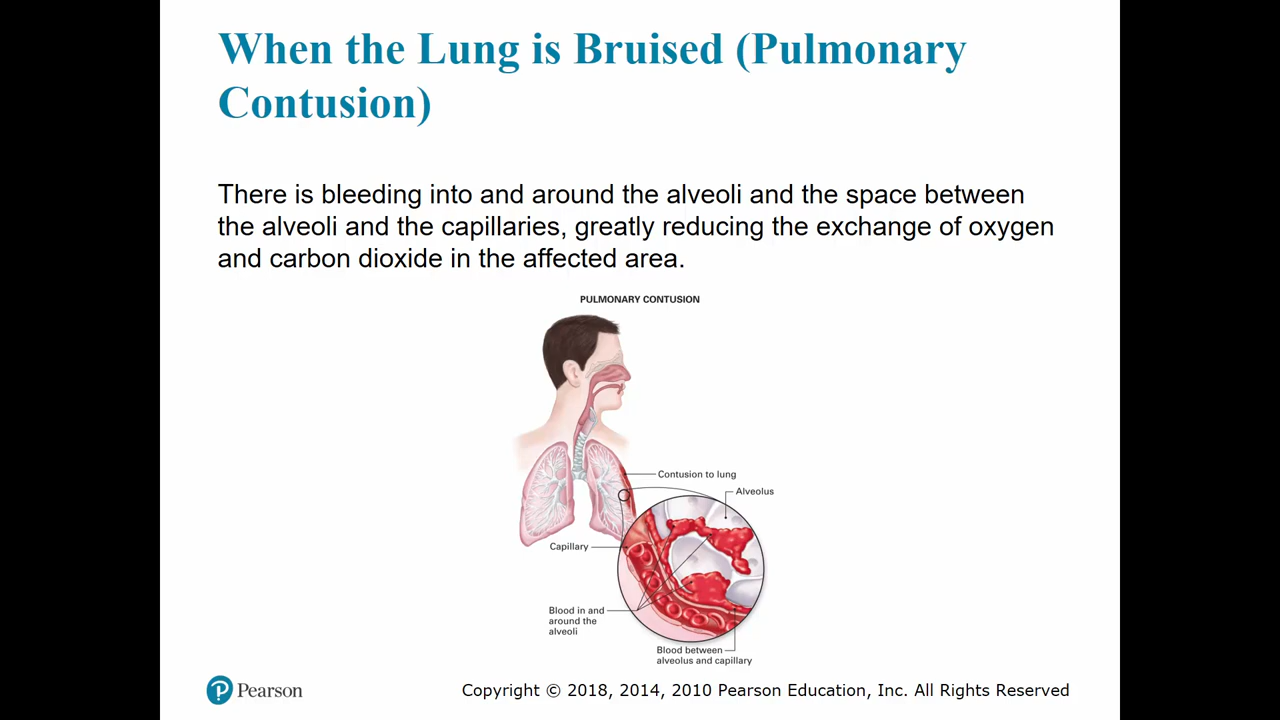 When the Lung is Bruised (Pulmonary
Contusion)
There is bleeding into and around the alveoli and the space between
the alveoli and the capillaries, greatly reducing the exchange of oxygen
and carbon dioxide in the affected area.
PULMONARY CONTUSION
Contusion to lung
Alveolus
Capillary
Blood in and
around the
alveoli
Blood between
alveolus and capillary
Pearson
Copyright © 2018, 2014, 2010 Pearson Education, Inc. All Rights Reserved